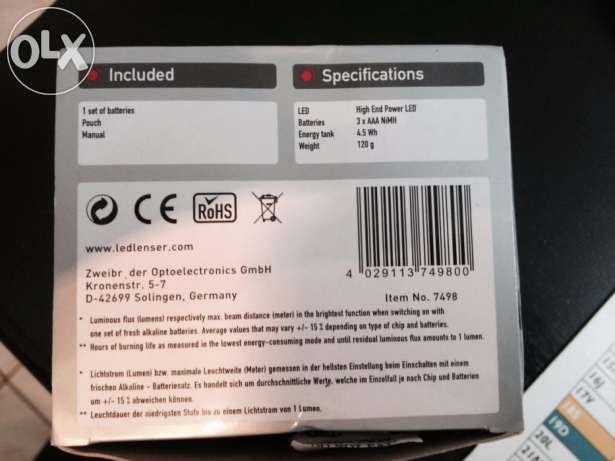 OLX
Included
1 set of batteries
Pouch
Manual
Specifications
LED High End Power LED
Batteries 3 x AAA NiMH
Energy tank 4.5 Wh
Weight 120 g
CE
RoHS
www.ledlenser.com
Zweibrüder Optoelectronics GmbH
Kronenstr. 5-7
D-42699 Solingen, Germany
4 029113 749800
Item No. 7498
* Luminous flux (lumens) respectively max. beam distance (meter) in the brightest function when switching on with
one set of fresh alkaline batteries. Average values that may vary +/- 15 % depending on type of chip and batteries.
** Hours of burning life as measured in the lowest energy-consuming mode and until residual luminous flux amounts to 1 lumen.
* Lichtstrom (Lumen) bzw. maximale Leuchtweite (Meter) gemessen in der hellsten Einstellung beim Einschalten mit einem
frischen Alkaline - Batteriesatz. Es handelt sich um durchschnittliche Werte, welche im Einzelfall je nach Chip und Batterien
um +/- 15% abweichen können.
** Leuchtdauer der niedrigsten Stufe bis zu einem Lichtstrom von 1 Lumen.
16J
17V
18S
19D
20L